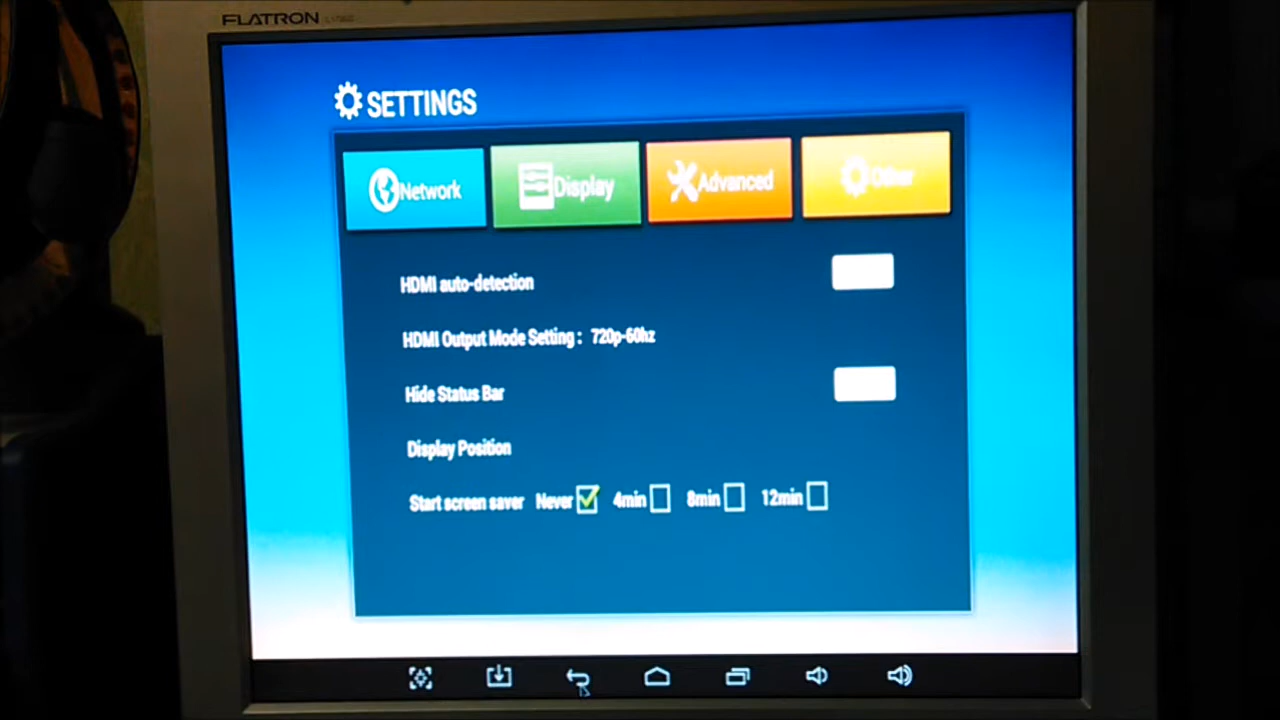 FLATRON
SETTINGS
Network Display Advanced Other
HDMI auto-detection
HDMI Output Mode Setting : 720p-60hz
Hide Status Bar
Display Position
Start screen saver Never 4min 8min 12min